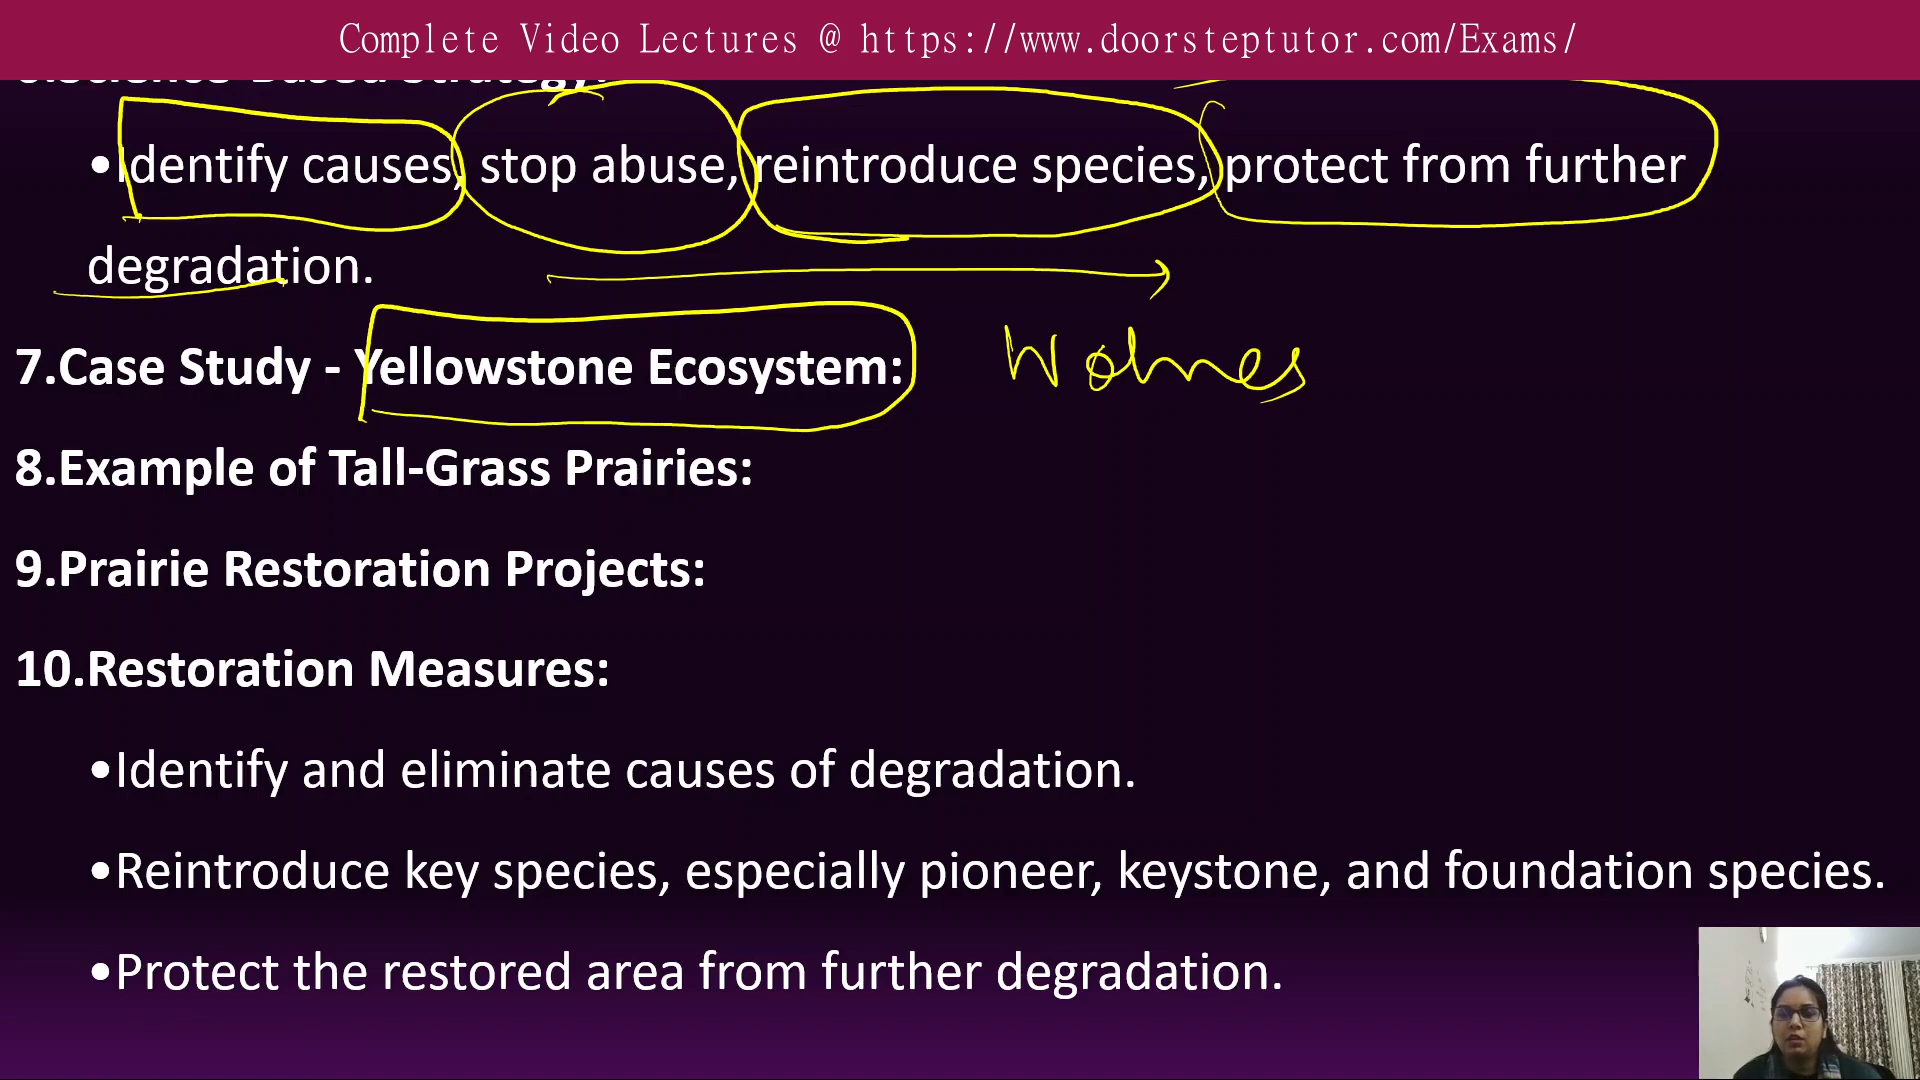 Complete Video Lectures @ https://www.doorsteptutor.com/Exams/
•Identify causes, stop abuse, reintroduce species, protect from further
degradation.
7.Case Study - Yellowstone Ecosystem:
8.Example of Tall-Grass Prairies:
9.Prairie Restoration Projects:
10.Restoration Measures:
•Identify and eliminate causes of degradation.
•Reintroduce key species, especially pioneer, keystone, and foundation species.
•Protect the restored area from further degradation.